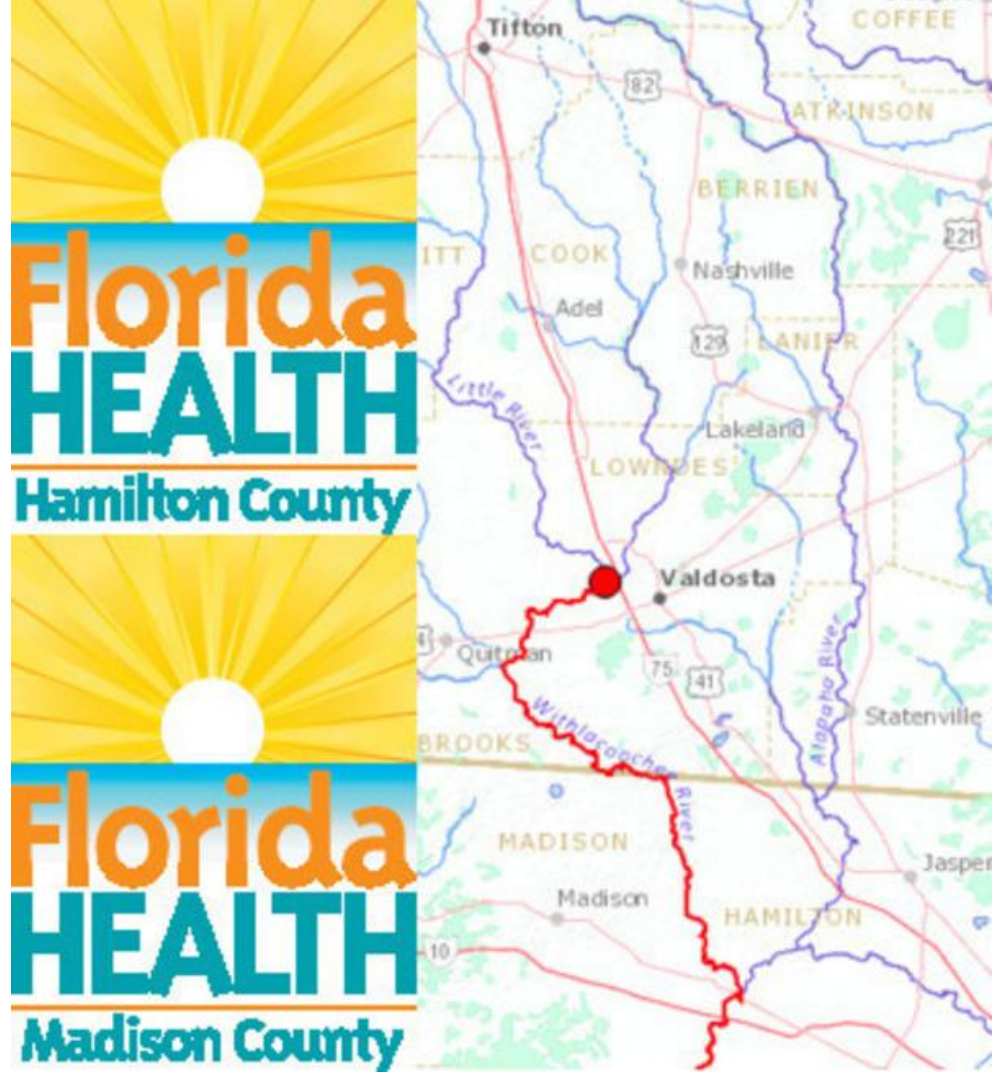 Florida
HEALTH
Hamilton County
Florida
HEALTH
Madison County
Tifton
COFFEE
82
ATKINSON
BERRIEN
221
ITT
COOK
Nashville
Adel
129
LANIER
Little River
Lakeland
LOWNDES
Valdosta
Quitman
75
41
Alapaha River
Statenville
Withlacoochee River
BROOKS
MADISON
Jasper
Madison
HAMILTON
10